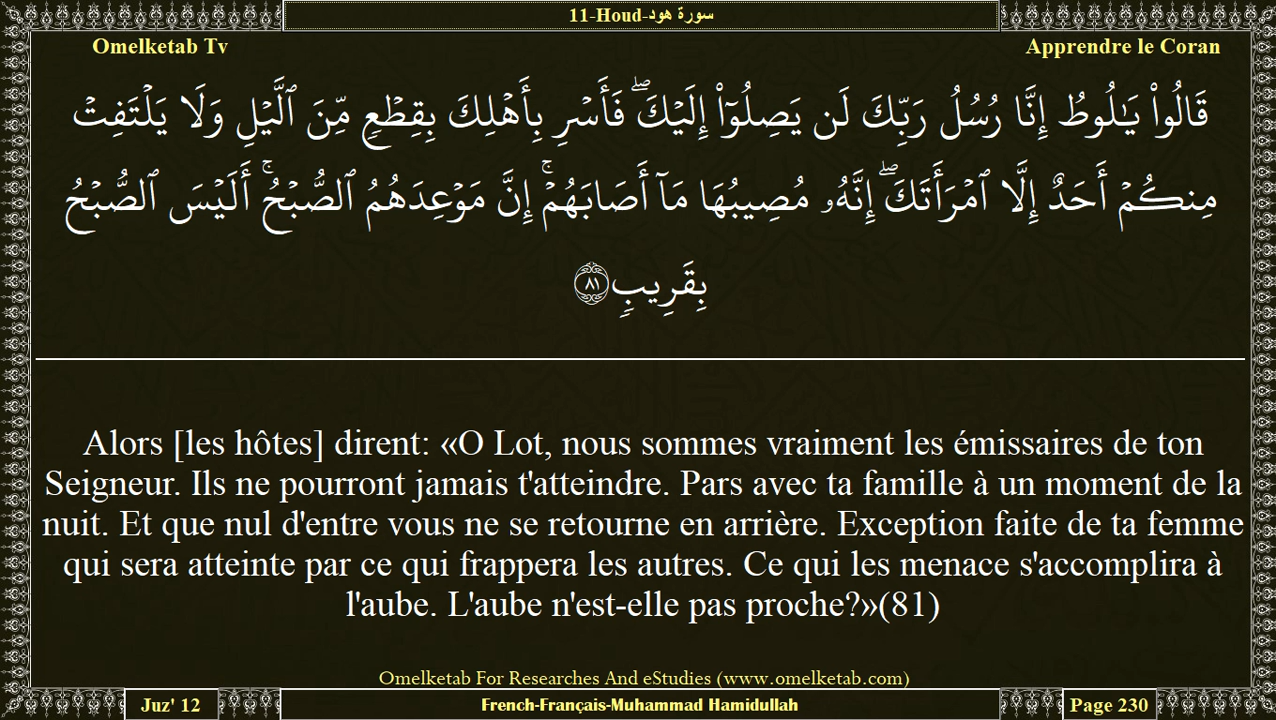 11-Houd-سورة هود
Omelketab Tv
Apprendre le Coran
قَالُوا۟ يَـٰلُوطُ إِنَّا رُسُلُ رَبِّكَ لَن يَصِلُوٓا۟ إِلَيْكَ ۖ فَأَسْرِ بِأَهْلِكَ بِقِطْعٍ مِّنَ ٱلَّيْلِ وَلَا يَلْتَفِتْ
مِنكُمْ أَحَدٌ إِلَّا ٱمْرَأَتَكَ ۖ إِنَّهُۥ مُصِيبُهَا مَآ أَصَابَهُمْ ۚ إِنَّ مَوْعِدَهُمُ ٱلصُّبْحُ ۚ أَلَيْسَ ٱلصُّبْحُ
بِقَرِيبٍ ٨١
Alors [les hôtes] dirent: «O Lot, nous sommes vraiment les émissaires de ton
Seigneur. Ils ne pourront jamais t'atteindre. Pars avec ta famille à un moment de la
nuit. Et que nul d'entre vous ne se retourne en arrière. Exception faite de ta femme
qui sera atteinte par ce qui frappera les autres. Ce qui les menace s'accomplira à
l'aube. L'aube n'est-elle pas proche?»(81)
Omelketab For Researches And eStudies (www.omelketab.com)
Juz' 12
French-Français-Muhammad Hamidullah
Page 230